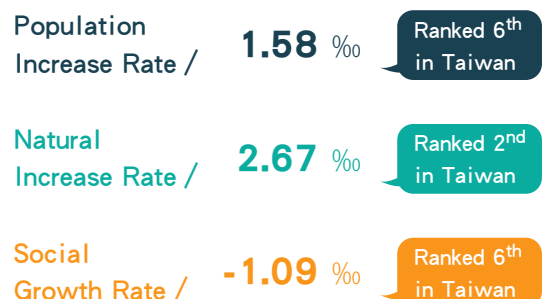 Population
Increase Rate /
1.58 ‰
Ranked 6th
in Taiwan
Natural
Increase Rate /
2.67 ‰
Ranked 2nd
in Taiwan
Social
Growth Rate /
-1.09 ‰
Ranked 6th
in Taiwan